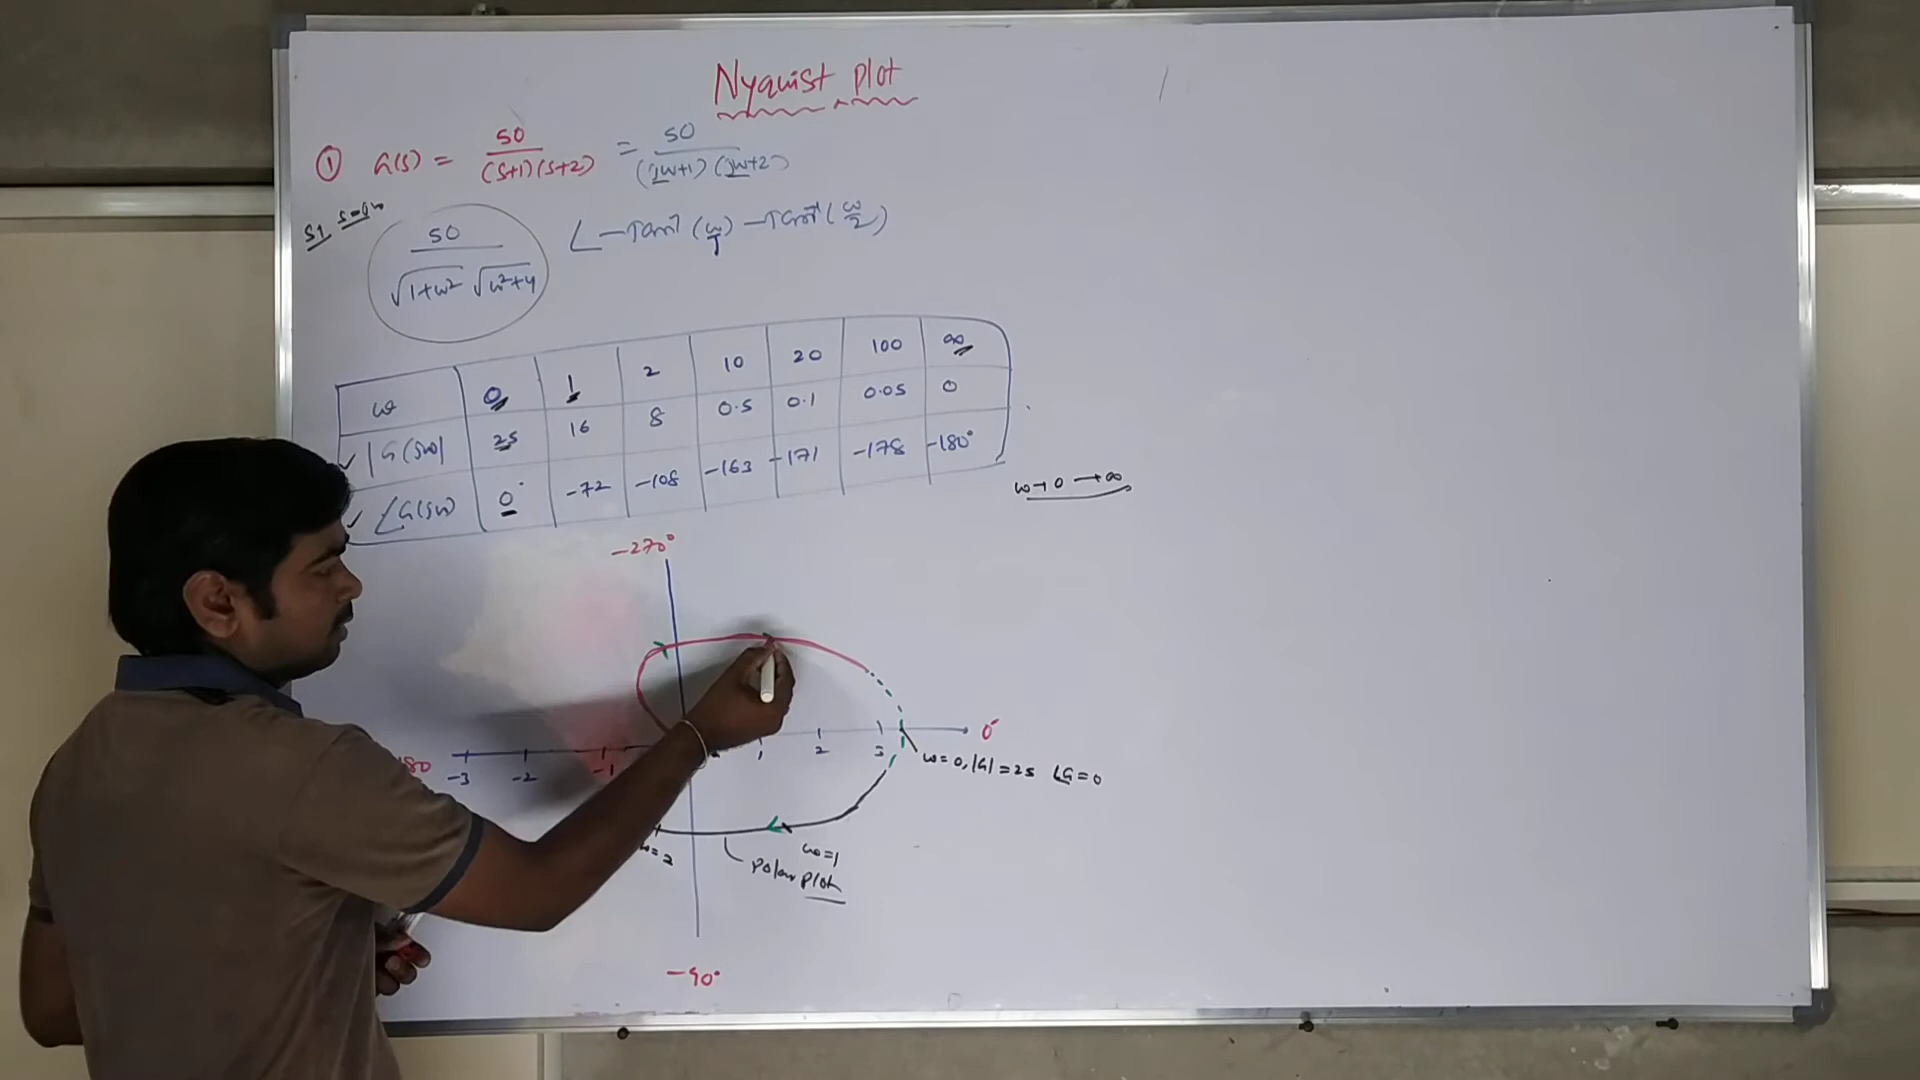 Nyquist plot
① G(s) = 50 / (s+1)(s+2) = 50 / (jω+1)(jω+2)
S1 s=jω
50 / √1+ω² √ω²+4 ∠ -Tan⁻¹(ω/1) -Tan⁻¹(ω/2)
ω 0 1 2 10 20 100 ∞
✓ |G(jω)| 25 16 8 0.5 0.1 0.05 0
✓ ∠G(jω) 0° -72 -108 -163 -171 -178 -180°
ω→0 →∞
-270°
-3 -2 -1 1 2 3 0°
180
ω=0, |G|=25 ∠G=0
ω=2 ω=1
Polar plot
-90°